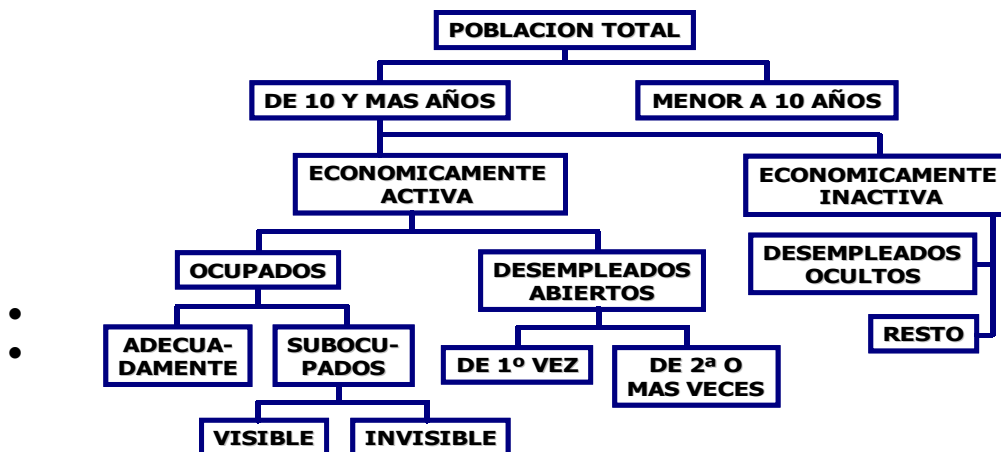 POBLACION TOTAL
DE 10 Y MAS AÑOS
MENOR A 10 AÑOS
ECONOMICAMENTE
ACTIVA
ECONOMICAMENTE
INACTIVA
OCUPADOS
DESEMPLEADOS
ABIERTOS
DESEMPLEADOS
OCULTOS
ADECUA-
DAMENTE
SUBOCU-
PADOS
DE 1º VEZ
DE 2ª O
MAS VECES
RESTO
VISIBLE
INVISIBLE